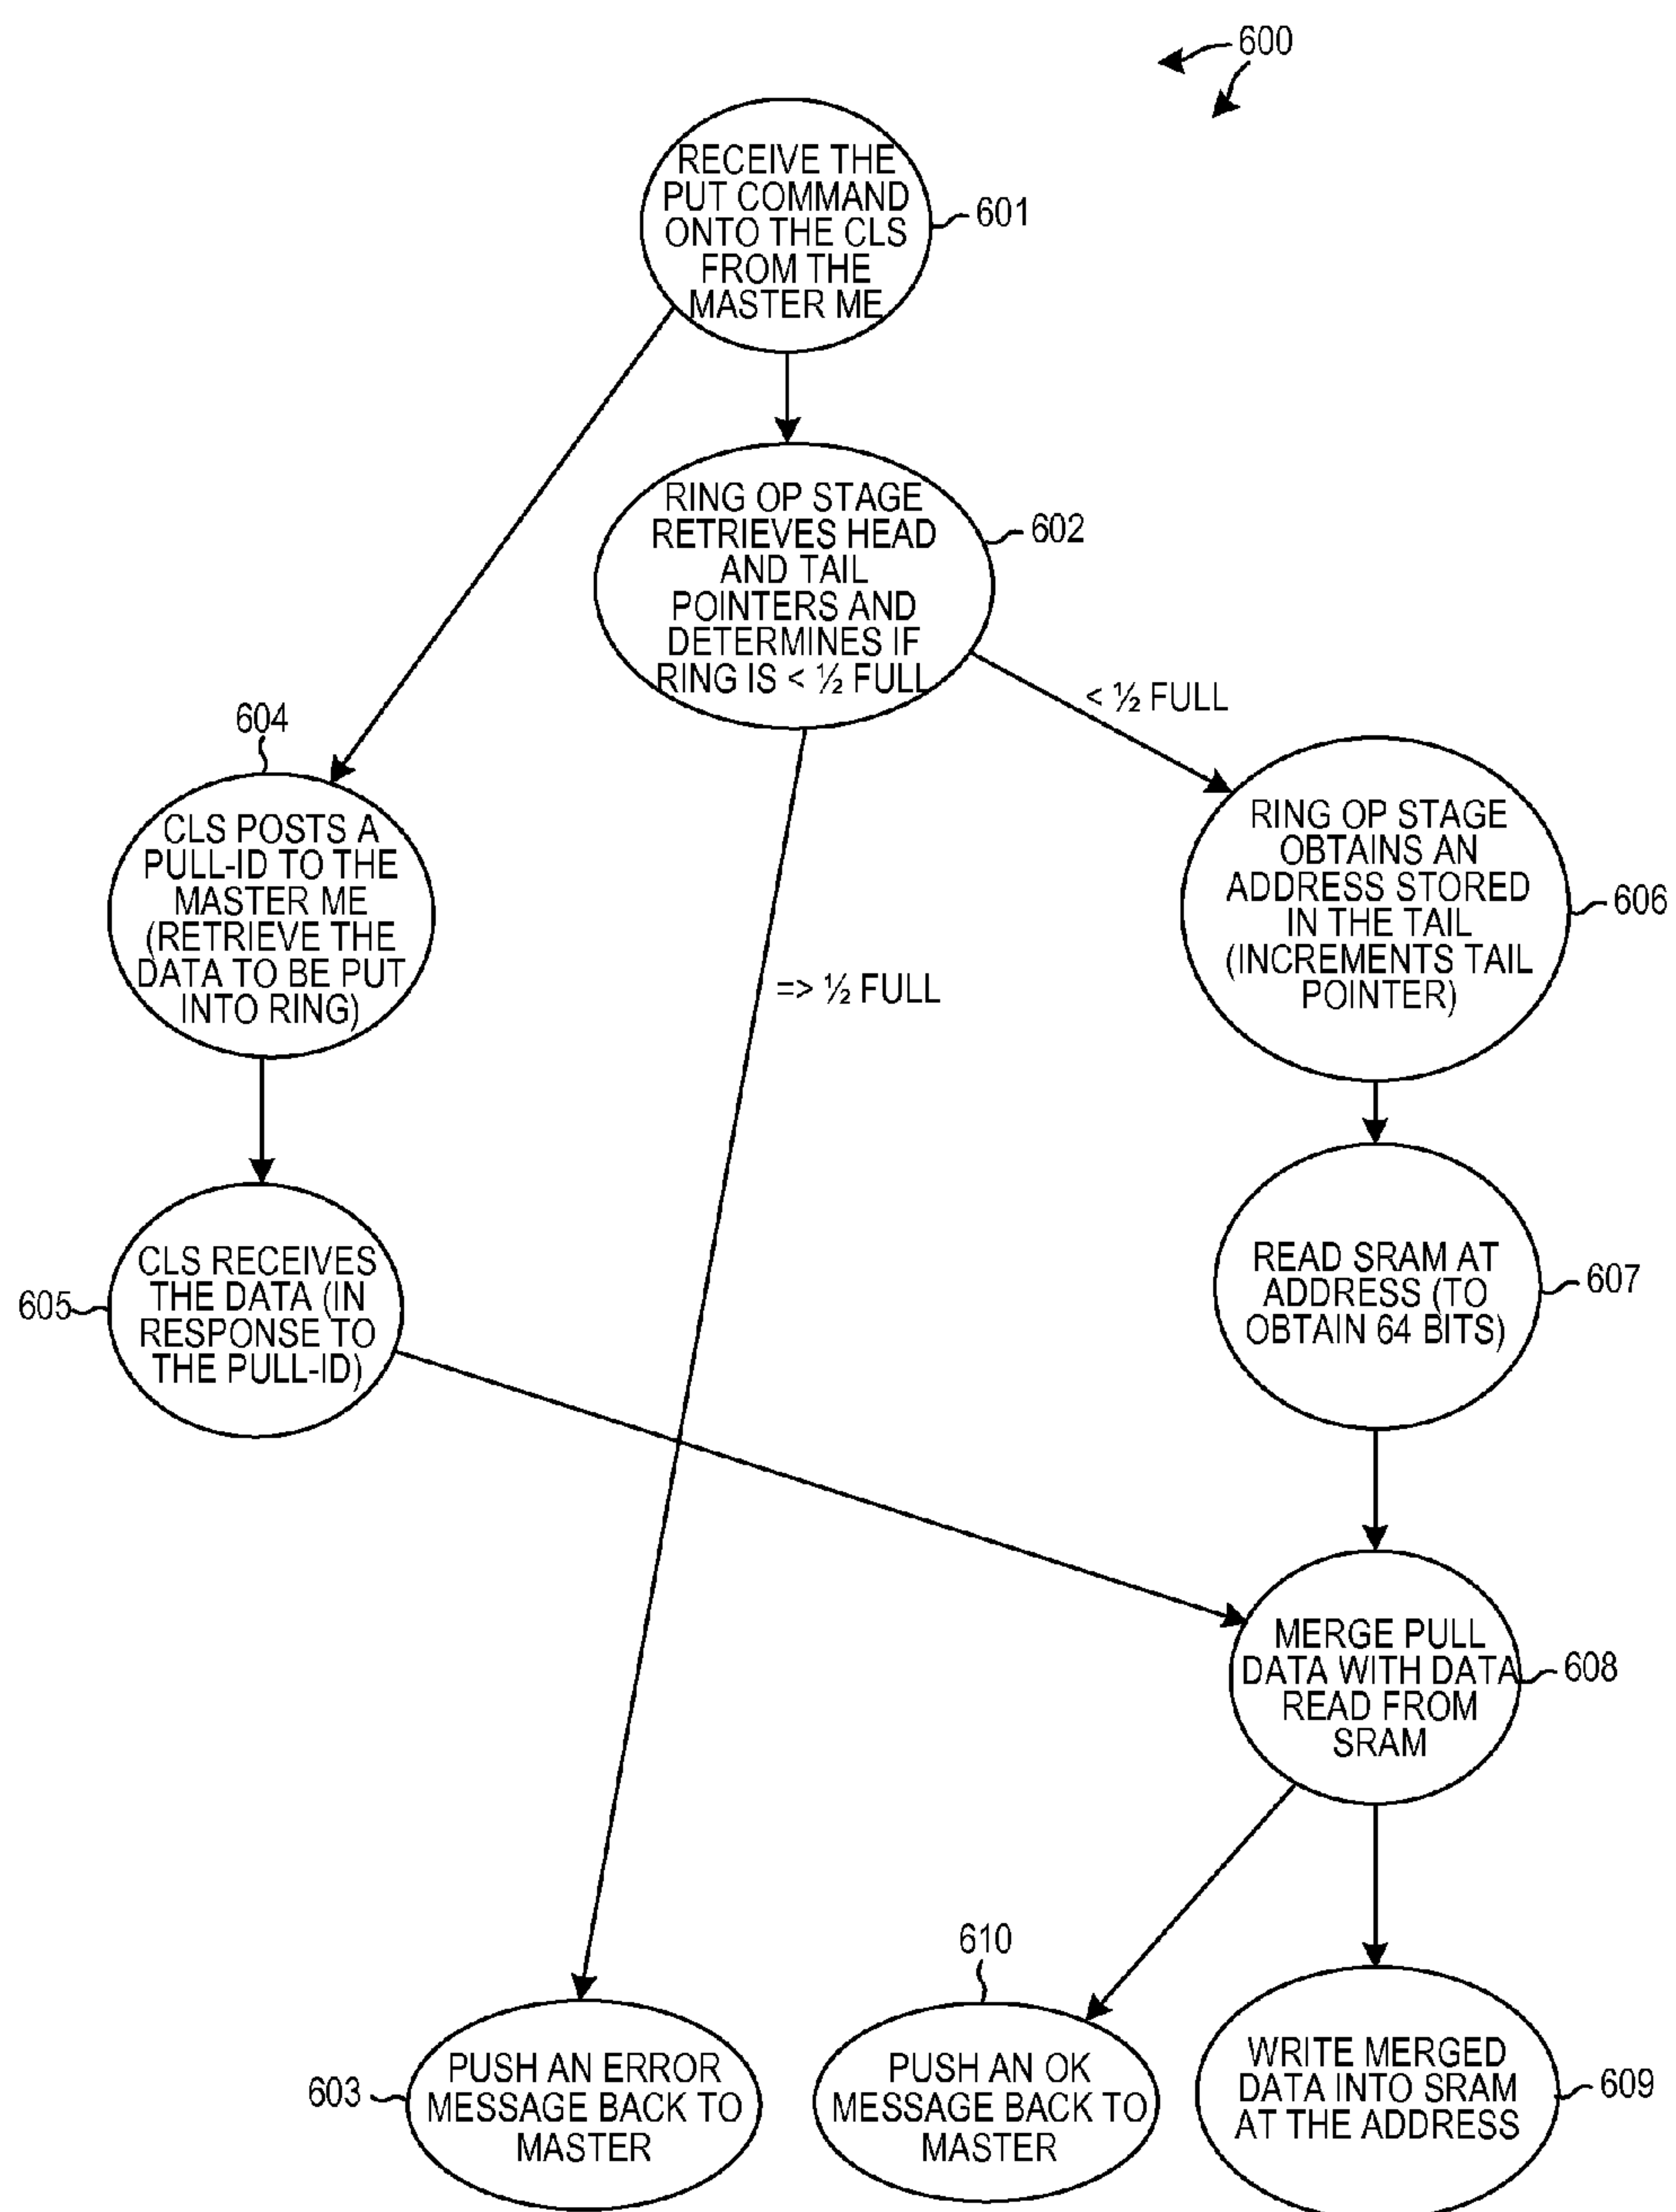 600
RECEIVE THE
PUT COMMAND
ONTO THE CLS
FROM THE
MASTER ME
601
RING OP STAGE
RETRIEVES HEAD
AND TAIL
POINTERS AND
DETERMINES IF
RING IS < ½ FULL
602
< ½ FULL
=> ½ FULL
604
CLS POSTS A
PULL-ID TO THE
MASTER ME
(RETRIEVE THE
DATA TO BE PUT
INTO RING)
RING OP STAGE
OBTAINS AN
ADDRESS STORED
IN THE TAIL
(INCREMENTS TAIL
POINTER)
606
605
CLS RECEIVES
THE DATA (IN
RESPONSE TO
THE PULL-ID)
READ SRAM AT
ADDRESS (TO
OBTAIN 64 BITS)
607
MERGE PULL
DATA WITH DATA
READ FROM
SRAM
608
603
PUSH AN ERROR
MESSAGE BACK TO
MASTER
610
PUSH AN OK
MESSAGE BACK TO
MASTER
WRITE MERGED
DATA INTO SRAM
AT THE ADDRESS
609